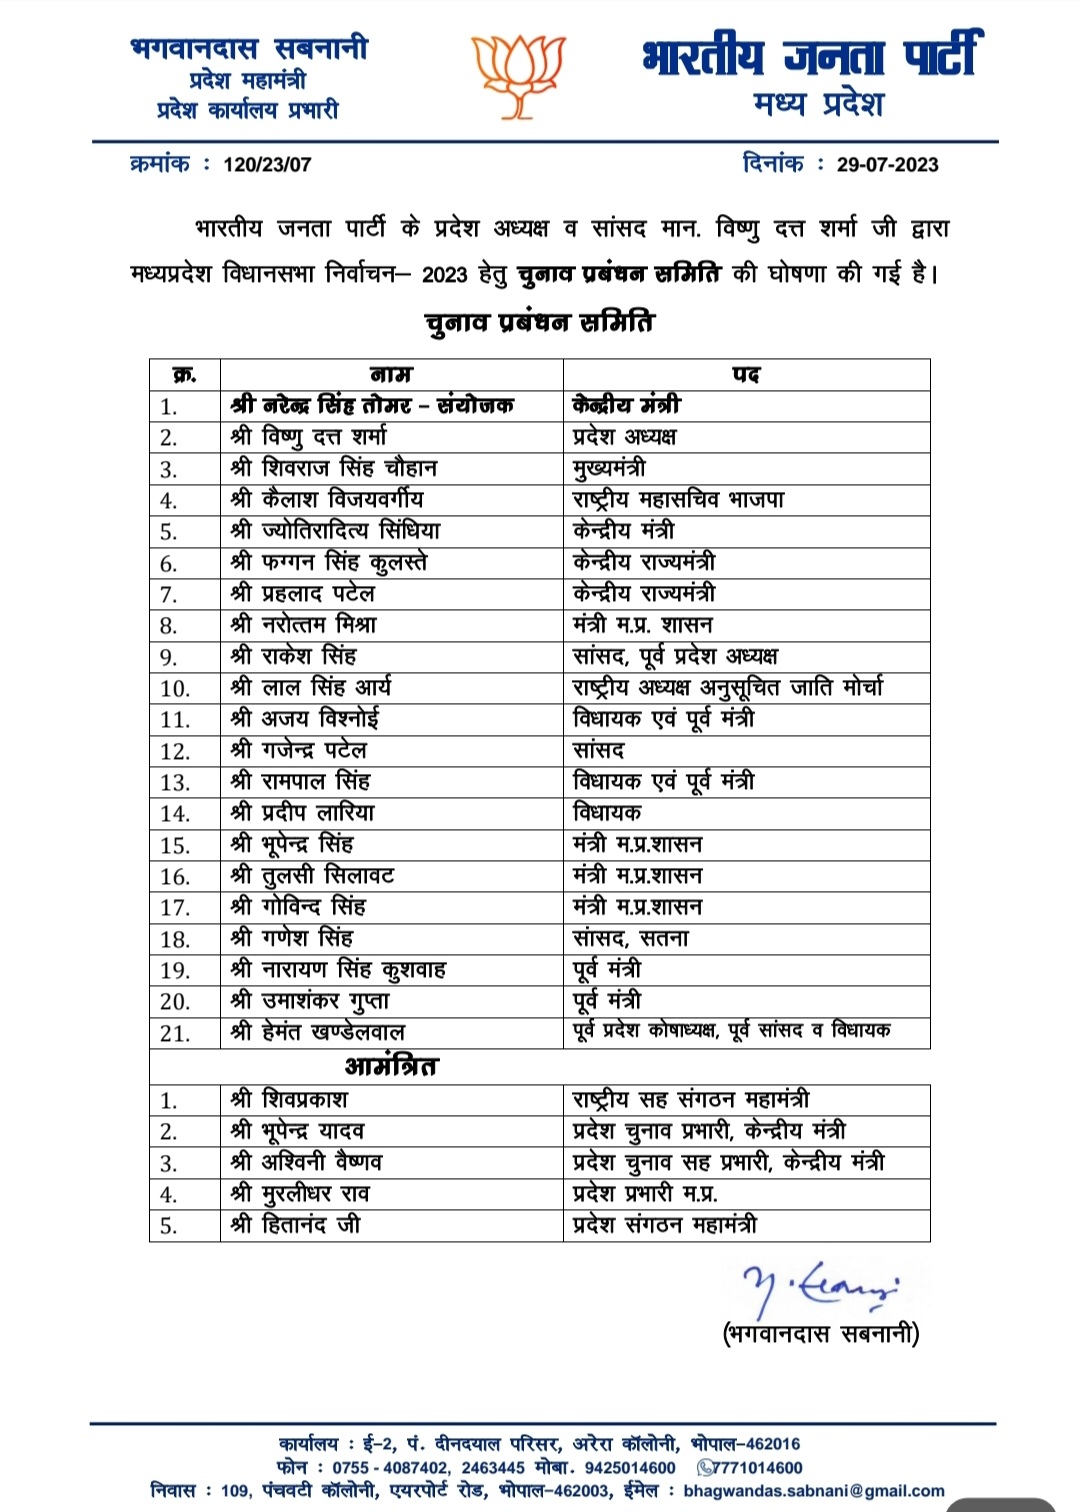 भगवानदास सबनानी
प्रदेश महामंत्री
प्रदेश कार्यालय प्रभारी
भारतीय जनता पार्टी
मध्य प्रदेश
क्रमांक : 120/23/07
दिनांक : 29-07-2023
भारतीय जनता पार्टी के प्रदेश अध्यक्ष व सांसद मान. विष्णु दत्त शर्मा जी द्वारा
मध्यप्रदेश विधानसभा निर्वाचन– 2023 हेतु चुनाव प्रबंधन समिति की घोषणा की गई है।
चुनाव प्रबंधन समिति
क्र. नाम पद
1. श्री नरेन्द्र सिंह तोमर – संयोजक केन्द्रीय मंत्री
2. श्री विष्णु दत्त शर्मा प्रदेश अध्यक्ष
3. श्री शिवराज सिंह चौहान मुख्यमंत्री
4. श्री कैलाश विजयवर्गीय राष्ट्रीय महासचिव भाजपा
5. श्री ज्योतिरादित्य सिंधिया केन्द्रीय मंत्री
6. श्री फग्गन सिंह कुलस्ते केन्द्रीय राज्यमंत्री
7. श्री प्रहलाद पटेल केन्द्रीय राज्यमंत्री
8. श्री नरोत्तम मिश्रा मंत्री म.प्र. शासन
9. श्री राकेश सिंह सांसद, पूर्व प्रदेश अध्यक्ष
10. श्री लाल सिंह आर्य राष्ट्रीय अध्यक्ष अनुसूचित जाति मोर्चा
11. श्री अजय विश्नोई विधायक एवं पूर्व मंत्री
12. श्री गजेन्द्र पटेल सांसद
13. श्री रामपाल सिंह विधायक एवं पूर्व मंत्री
14. श्री प्रदीप लारिया विधायक
15. श्री भूपेन्द्र सिंह मंत्री म.प्र.शासन
16. श्री तुलसी सिलावट मंत्री म.प्र.शासन
17. श्री गोविन्द सिंह मंत्री म.प्र.शासन
18. श्री गणेश सिंह सांसद, सतना
19. श्री नारायण सिंह कुशवाह पूर्व मंत्री
20. श्री उमाशंकर गुप्ता पूर्व मंत्री
21. श्री हेमंत खण्डेलवाल पूर्व प्रदेश कोषाध्यक्ष, पूर्व सांसद व विधायक
आमंत्रित
1. श्री शिवप्रकाश राष्ट्रीय सह संगठन महामंत्री
2. श्री भूपेन्द्र यादव प्रदेश चुनाव प्रभारी, केन्द्रीय मंत्री
3. श्री अश्विनी वैष्णव प्रदेश चुनाव सह प्रभारी, केन्द्रीय मंत्री
4. श्री मुरलीधर राव प्रदेश प्रभारी म.प्र.
5. श्री हितानंद जी प्रदेश संगठन महामंत्री
(भगवानदास सबनानी)
कार्यालय : ई–2, पं. दीनदयाल परिसर, अरेरा कॉलोनी, भोपाल–462016
फोन : 0755 - 4087402, 2463445 मोबा. 9425014600 7771014600
निवास : 109, पंचवटी कॉलोनी, एयरपोर्ट रोड, भोपाल–462003, ईमेल : bhagwandas.sabnani@gmail.com